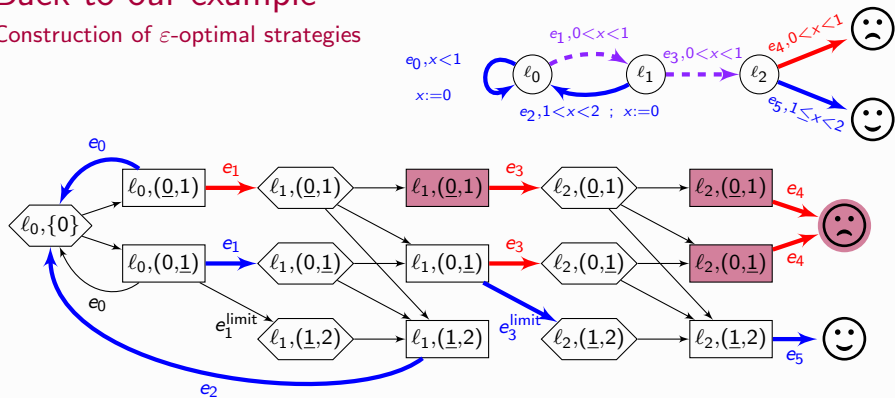 Back to our example
Construction of ε-optimal strategies
e₀, x<1
x:=0
e₁, 0<x<1
e₃, 0<x<1
e₄, 0<x<1
ℓ₀
ℓ₁
ℓ₂
e₂, 1<x<2 ; x:=0
e₅, 1≤x<2
e₀
ℓ₀,(0̲,1)
e₁
ℓ₁,(0̲,1)
ℓ₁,(0̲,1)
e₃
ℓ₂,(0̲,1)
ℓ₂,(0̲,1)
e₄
ℓ₀,{0}
ℓ₀,(0,1̲)
e₁
ℓ₁,(0,1̲)
ℓ₁,(0,1̲)
e₃
ℓ₂,(0,1̲)
ℓ₂,(0,1̲)
e₄
e₀
e₁ˡⁱᵐⁱᵗ
ℓ₁,(1̲,2)
ℓ₁,(1̲,2)
e₃ˡⁱᵐⁱᵗ
ℓ₂,(1̲,2)
ℓ₂,(1̲,2)
e₅
e₂